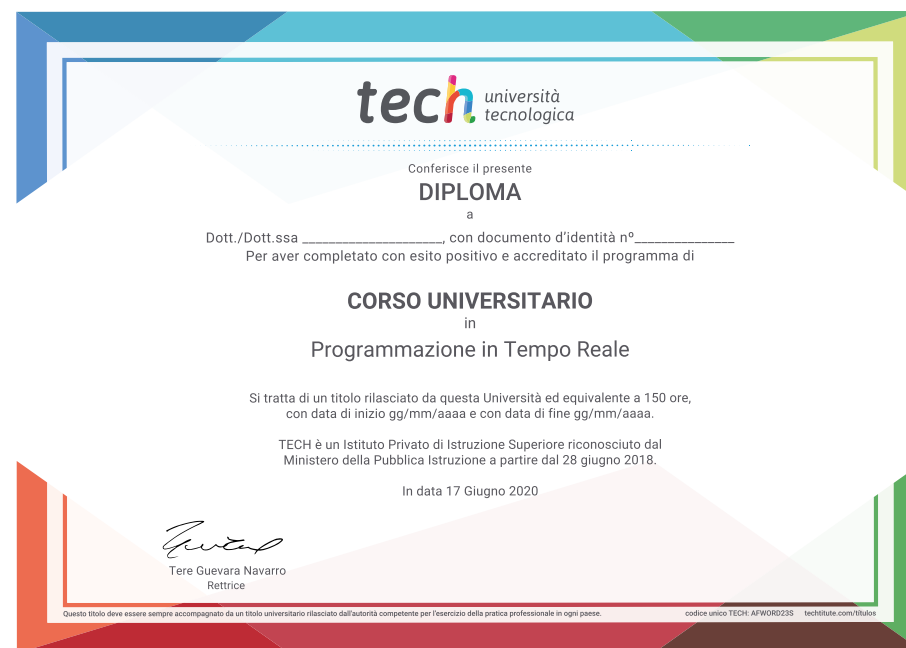 tech università
tecnologica
Conferisce il presente
DIPLOMA
a
Dott./Dott.ssa _____________________, con documento d'identità nº_______________
Per aver completato con esito positivo e accreditato il programma di
CORSO UNIVERSITARIO
in
Programmazione in Tempo Reale
Si tratta di un titolo rilasciato da questa Università ed equivalente a 150 ore,
con data di inizio gg/mm/aaaa e con data di fine gg/mm/aaaa.
TECH è un Istituto Privato di Istruzione Superiore riconosciuto dal
Ministero della Pubblica Istruzione a partire dal 28 giugno 2018.
In data 17 Giugno 2020
Tere Guevara Navarro
Rettrice
Questo titolo deve essere sempre accompagnato da un titolo universitario rilasciato dall'autorità competente per l'esercizio della pratica professionale in ogni paese.
codice unico TECH: AFWORD23S techtitute.com/títulos